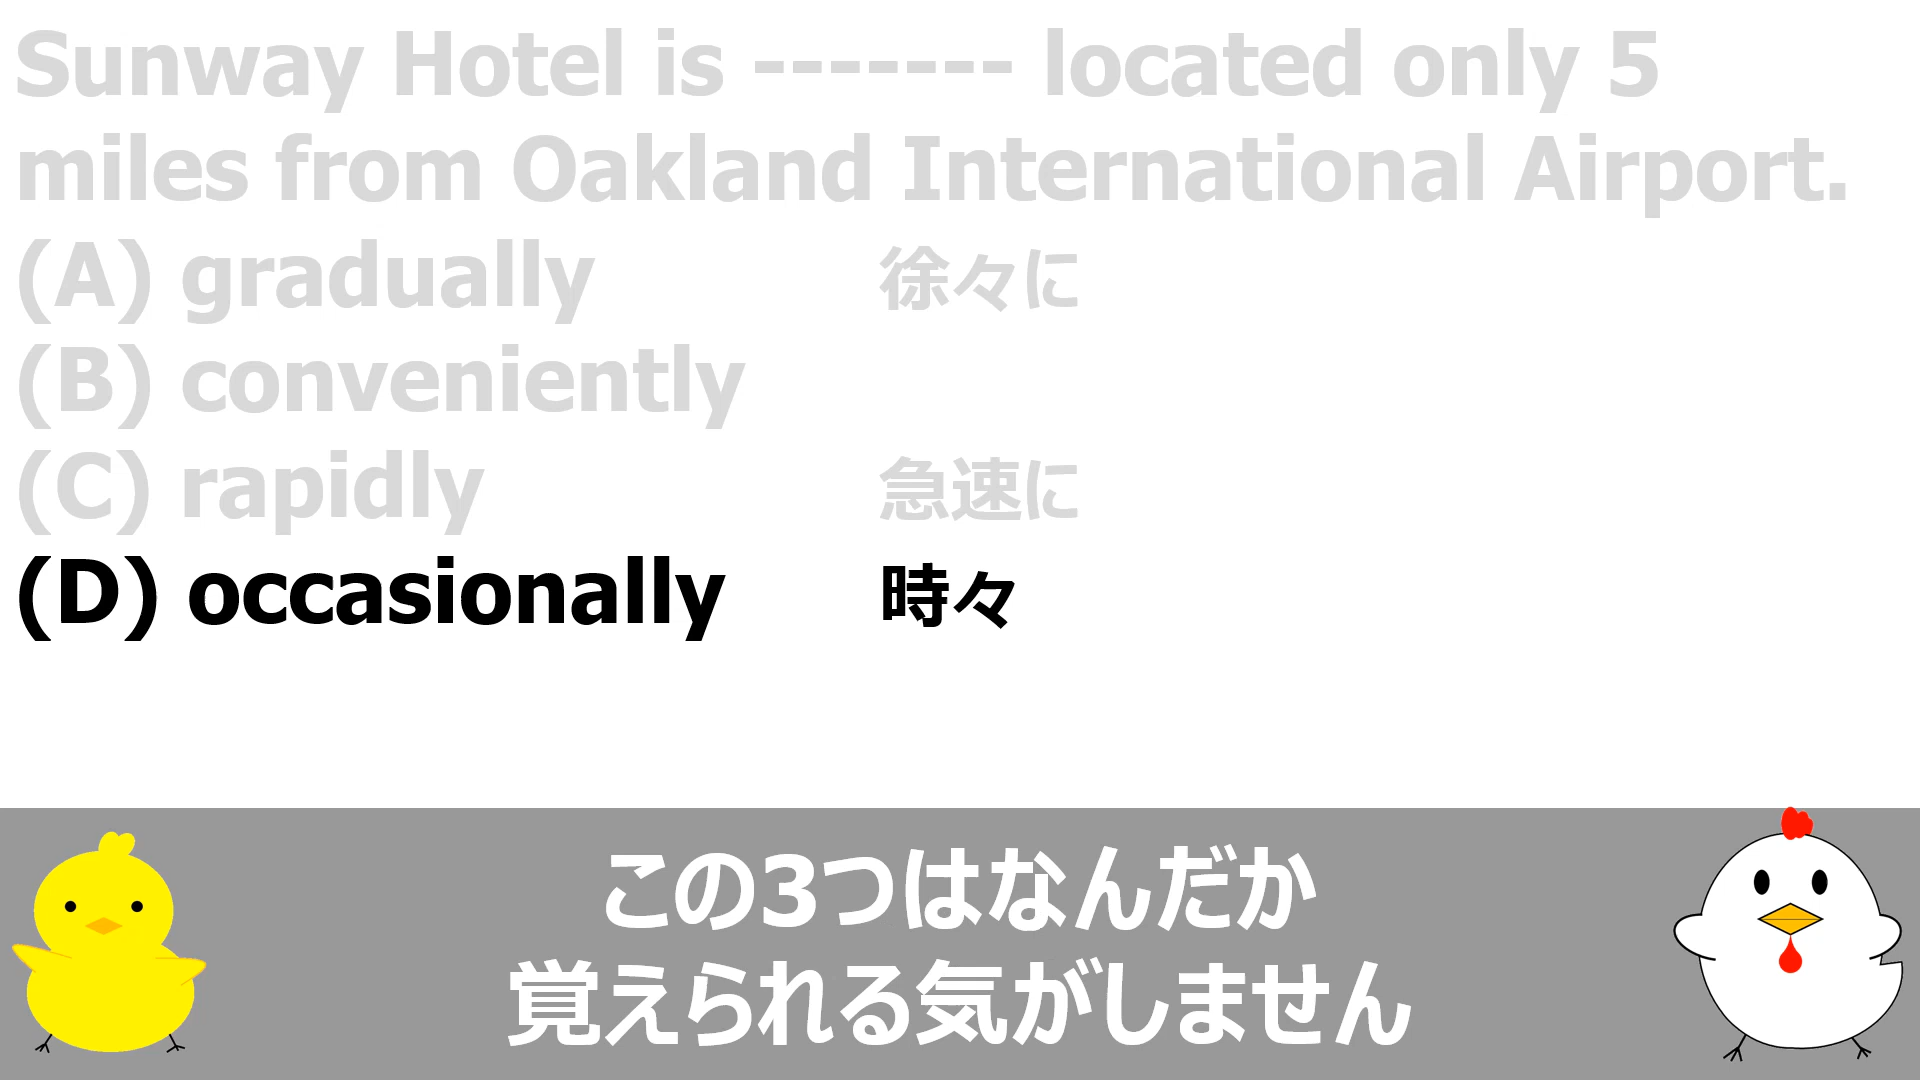 Sunway Hotel is ------- located only 5
miles from Oakland International Airport.
(A) gradually 徐々に
(B) conveniently
(C) rapidly 急速に
(D) occasionally 時々
この3つはなんだか
覚えられる気がしません